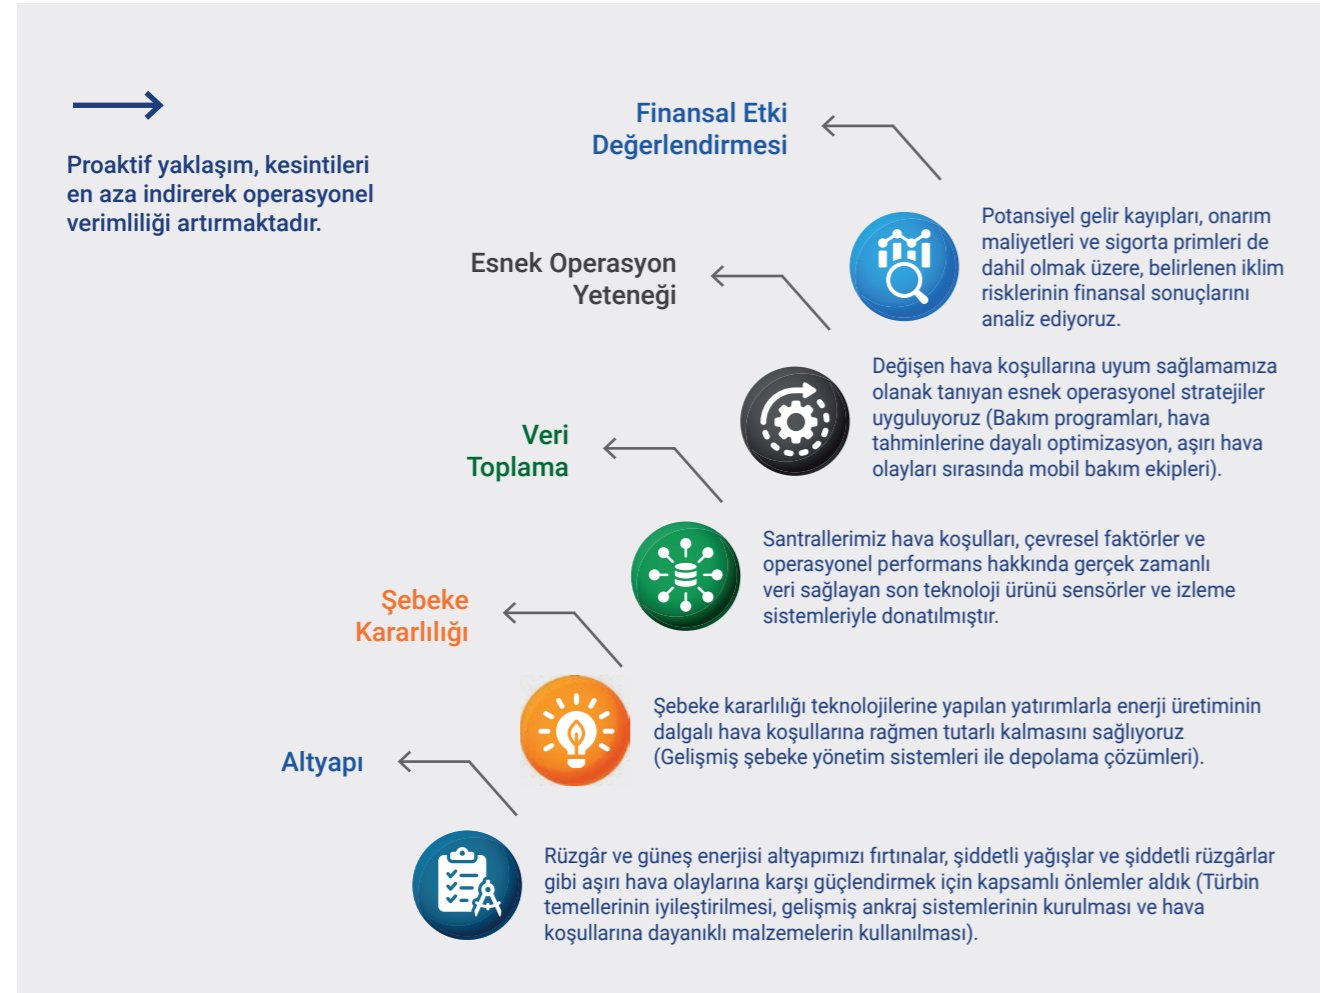 Proaktif yaklaşım, kesintileri
en aza indirerek operasyonel
verimliliği artırmaktadır.
Finansal Etki
Değerlendirmesi
Potansiyel gelir kayıpları, onarım
maliyetleri ve sigorta primleri de
dahil olmak üzere, belirlenen iklim
risklerinin finansal sonuçlarını
analiz ediyoruz.
Esnek Operasyon
Yeteneği
Değişen hava koşullarına uyum sağlamamıza
olanak tanıyan esnek operasyonel stratejiler
uyguluyoruz (Bakım programları, hava
tahminlerine dayalı optimizasyon, aşırı hava
olayları sırasında mobil bakım ekipleri).
Veri
Toplama
Santrallerimiz hava koşulları, çevresel faktörler ve
operasyonel performans hakkında gerçek zamanlı
veri sağlayan son teknoloji ürünü sensörler ve izleme
sistemleriyle donatılmıştır.
Şebeke
Kararlılığı
Şebeke kararlılığı teknolojilerine yapılan yatırımlarla enerji üretiminin
dalgalı hava koşullarına rağmen tutarlı kalmasını sağlıyoruz
(Gelişmiş şebeke yönetim sistemleri ile depolama çözümleri).
Altyapı
Rüzgâr ve güneş enerjisi altyapımızı fırtınalar, şiddetli yağışlar ve şiddetli rüzgârlar
gibi aşırı hava olaylarına karşı güçlendirmek için kapsamlı önlemler aldık (Türbin
temellerinin iyileştirilmesi, gelişmiş ankraj sistemlerinin kurulması ve hava
koşullarına dayanıklı malzemelerin kullanılması).